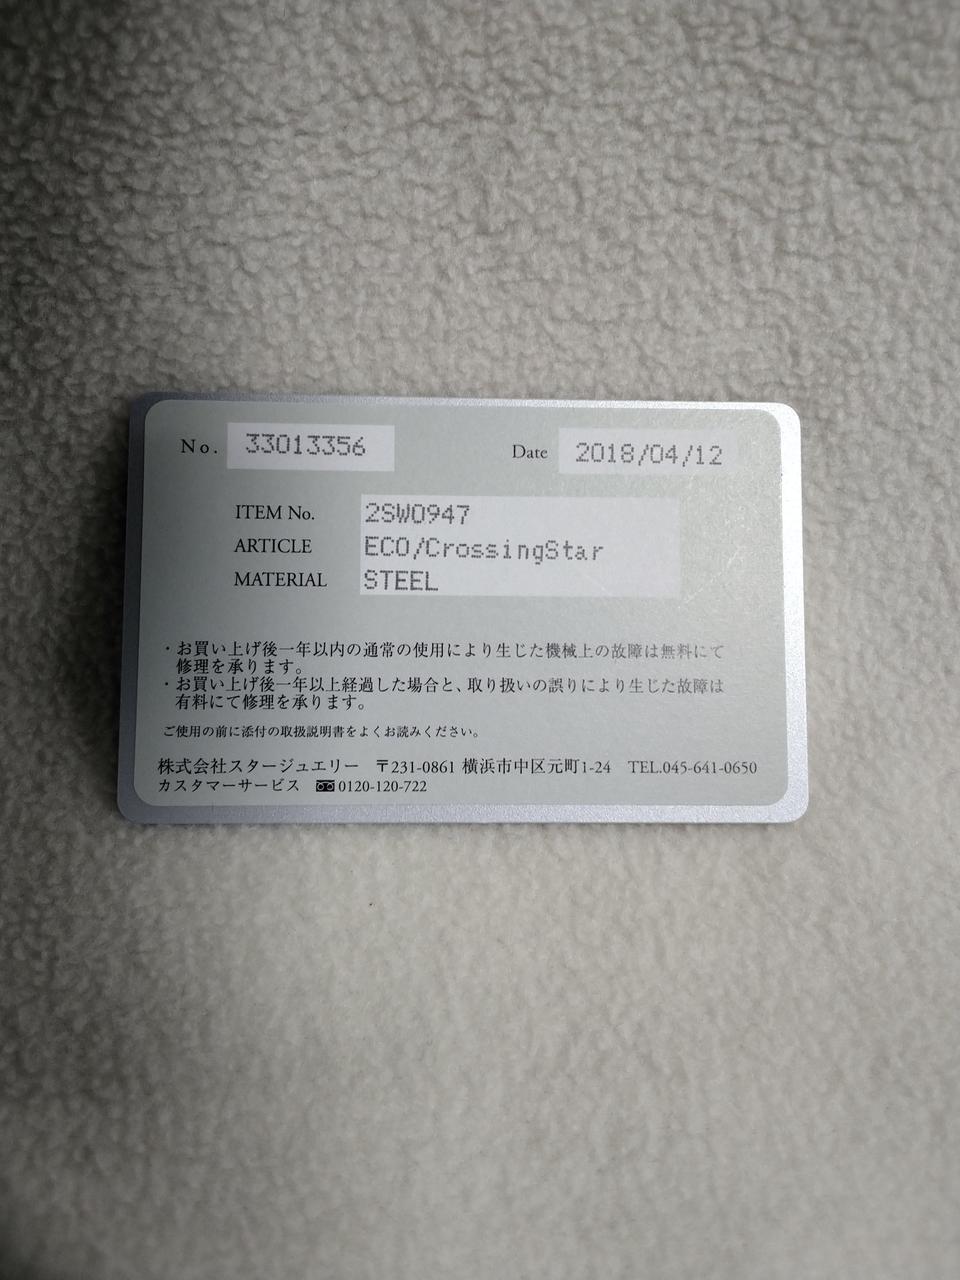 No. 33013356 Date 2018/04/12
ITEM No. 2SW0947
ARTICLE ECO/CrossingStar
MATERIAL STEEL
・お買い上げ後一年以内の通常の使用により生じた機械上の故障は無料にて
修理を承ります。
・お買い上げ後一年以上経過した場合と、取り扱いの誤りにより生じた故障は
有料にて修理を承ります。
ご使用の前に添付の取扱説明書をよくお読みください。
株式会社スタージュエリー 〒231-0861 横浜市中区元町1-24 TEL.045-641-0650
カスタマーサービス 0120-120-722